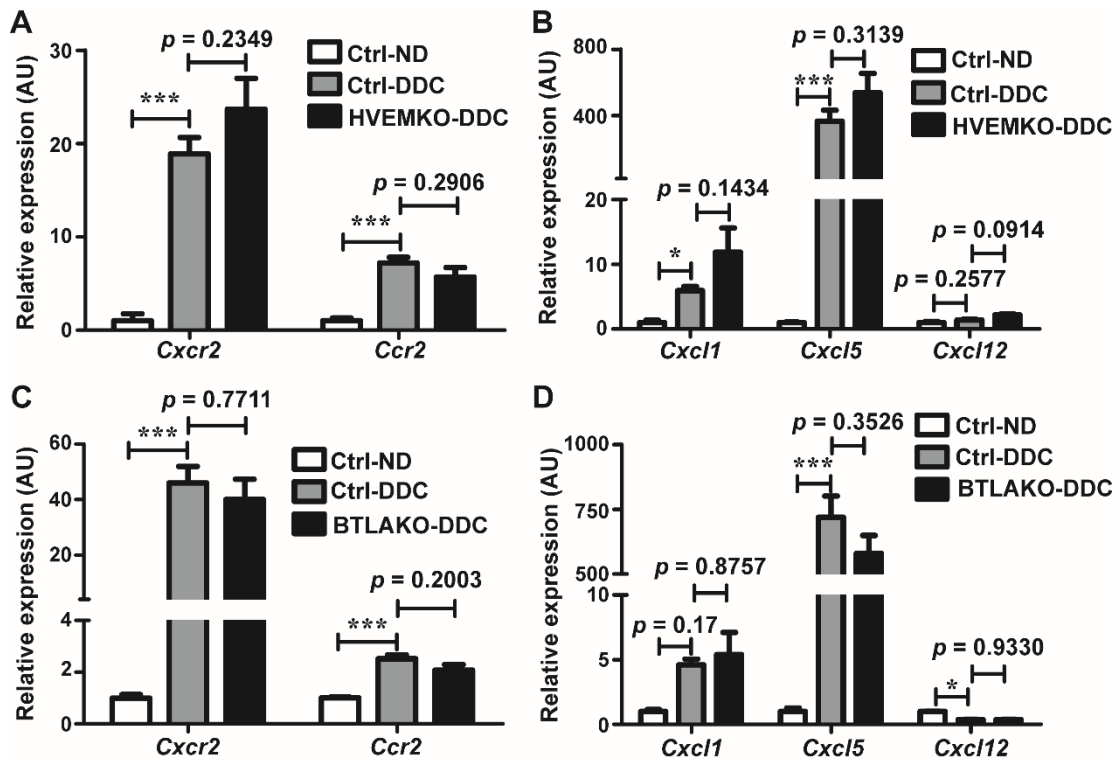 A
p = 0.2349
Ctrl-ND
Ctrl-DDC
HVEMKO-DDC
***
p = 0.2906
***
Relative expression (AU)
30
20
10
0
Cxcr2
Ccr2
B
p = 0.3139
Ctrl-ND
Ctrl-DDC
HVEMKO-DDC
***
p = 0.1434
*
p = 0.0914
p = 0.2577
Relative expression (AU)
800
400
20
10
0
Cxcl1
Cxcl5
Cxcl12
C
p = 0.7711
***
Ctrl-ND
Ctrl-DDC
BTLAKO-DDC
p = 0.2003
***
Relative expression (AU)
60
40
20
4
2
0
Cxcr2
Ccr2
D
p = 0.3526
Ctrl-ND
Ctrl-DDC
BTLAKO-DDC
***
p = 0.8757
p = 0.17
p = 0.9330
*
Relative expression (AU)
1000
750
500
10
5
0
Cxcl1
Cxcl5
Cxcl12